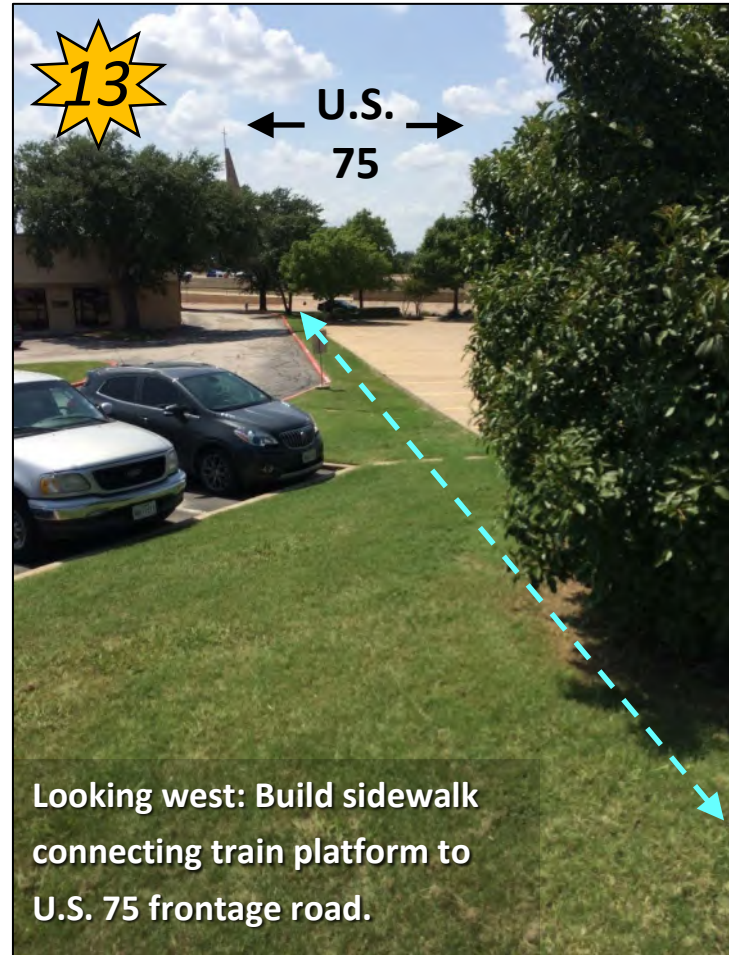 13
U.S.
75
Looking west: Build sidewalk
connecting train platform to
U.S. 75 frontage road.